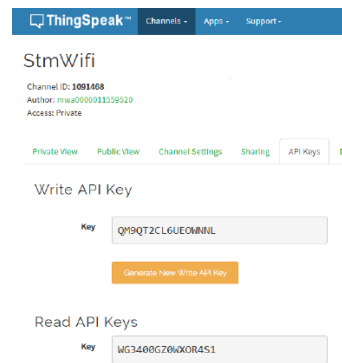 ThingSpeak™ Channels Apps Support
StmWifi
Channel ID: 1091468
Author: mwa0000011559520
Access: Private
Private View Public View Channel Settings Sharing API Keys
Write API Key
Key QM9QT2CL6UEOWNNL
Generate New Write API Key
Read API Keys
Key WG3400GZ0WXOR4S1